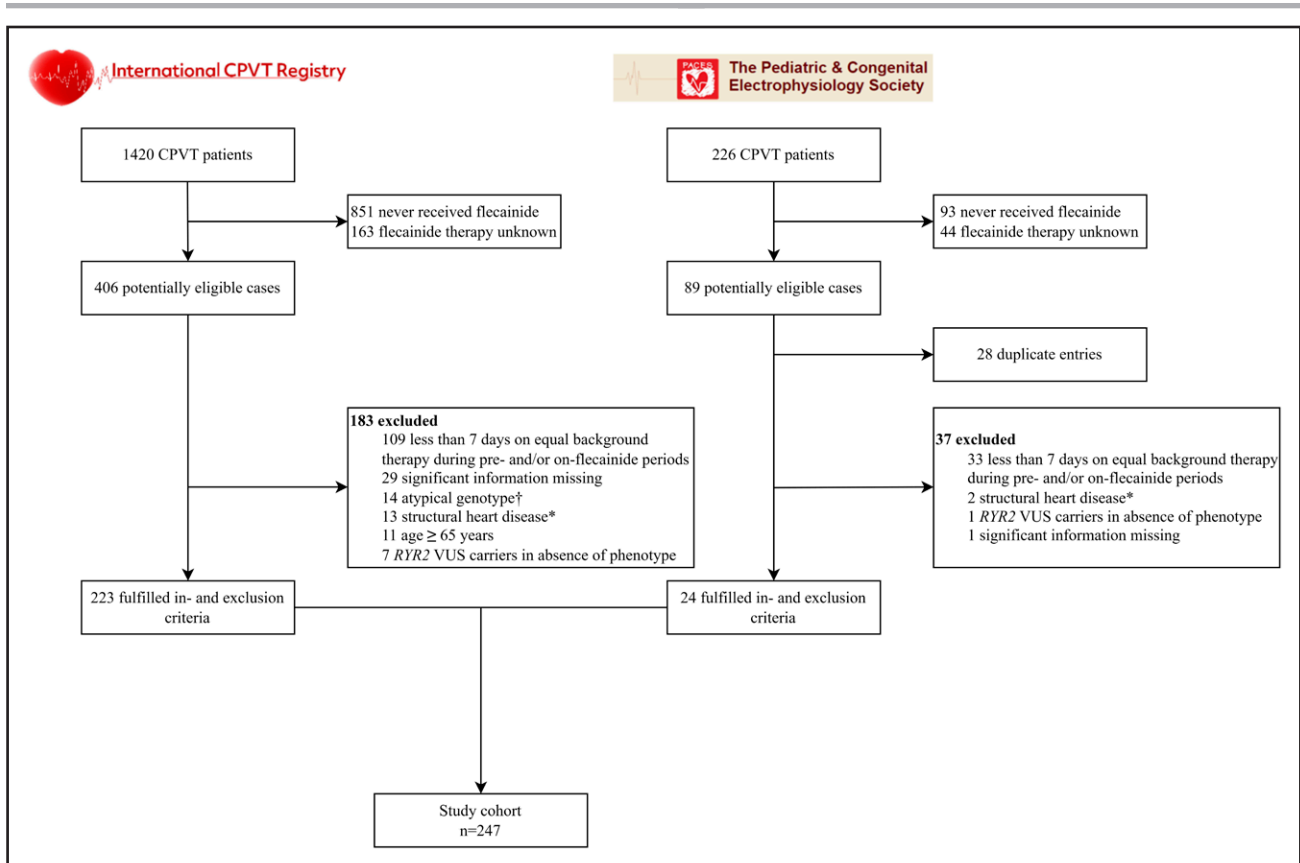 International CPVT Registry
PACES
The Pediatric & Congenital
Electrophysiology Society
1420 CPVT patients
226 CPVT patients
851 never received flecainide
163 flecainide therapy unknown
93 never received flecainide
44 flecainide therapy unknown
406 potentially eligible cases
89 potentially eligible cases
28 duplicate entries
183 excluded
109 less than 7 days on equal background
therapy during pre- and/or on-flecainide periods
29 significant information missing
14 atypical genotype†
13 structural heart disease*
11 age ≥ 65 years
7 RYR2 VUS carriers in absence of phenotype
37 excluded
33 less than 7 days on equal background therapy
during pre- and/or on-flecainide periods
2 structural heart disease*
1 RYR2 VUS carriers in absence of phenotype
1 significant information missing
223 fulfilled in- and exclusion
criteria
24 fulfilled in- and exclusion
criteria
Study cohort
n=247